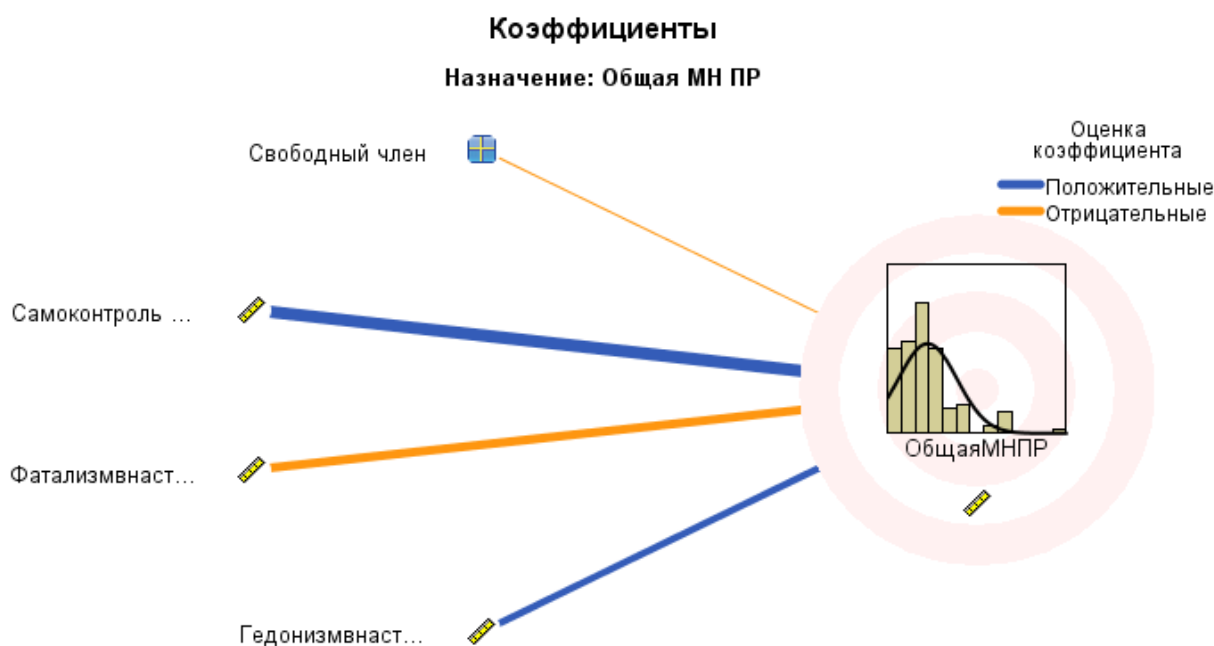 Коэффициенты
Назначение: Общая МН ПР
Свободный член
Оценка
коэффициента
Положительные
Отрицательные
Самоконтроль ...
ОбщаяМНПР
Фатализмвнаст...
Гедонизмвнаст...